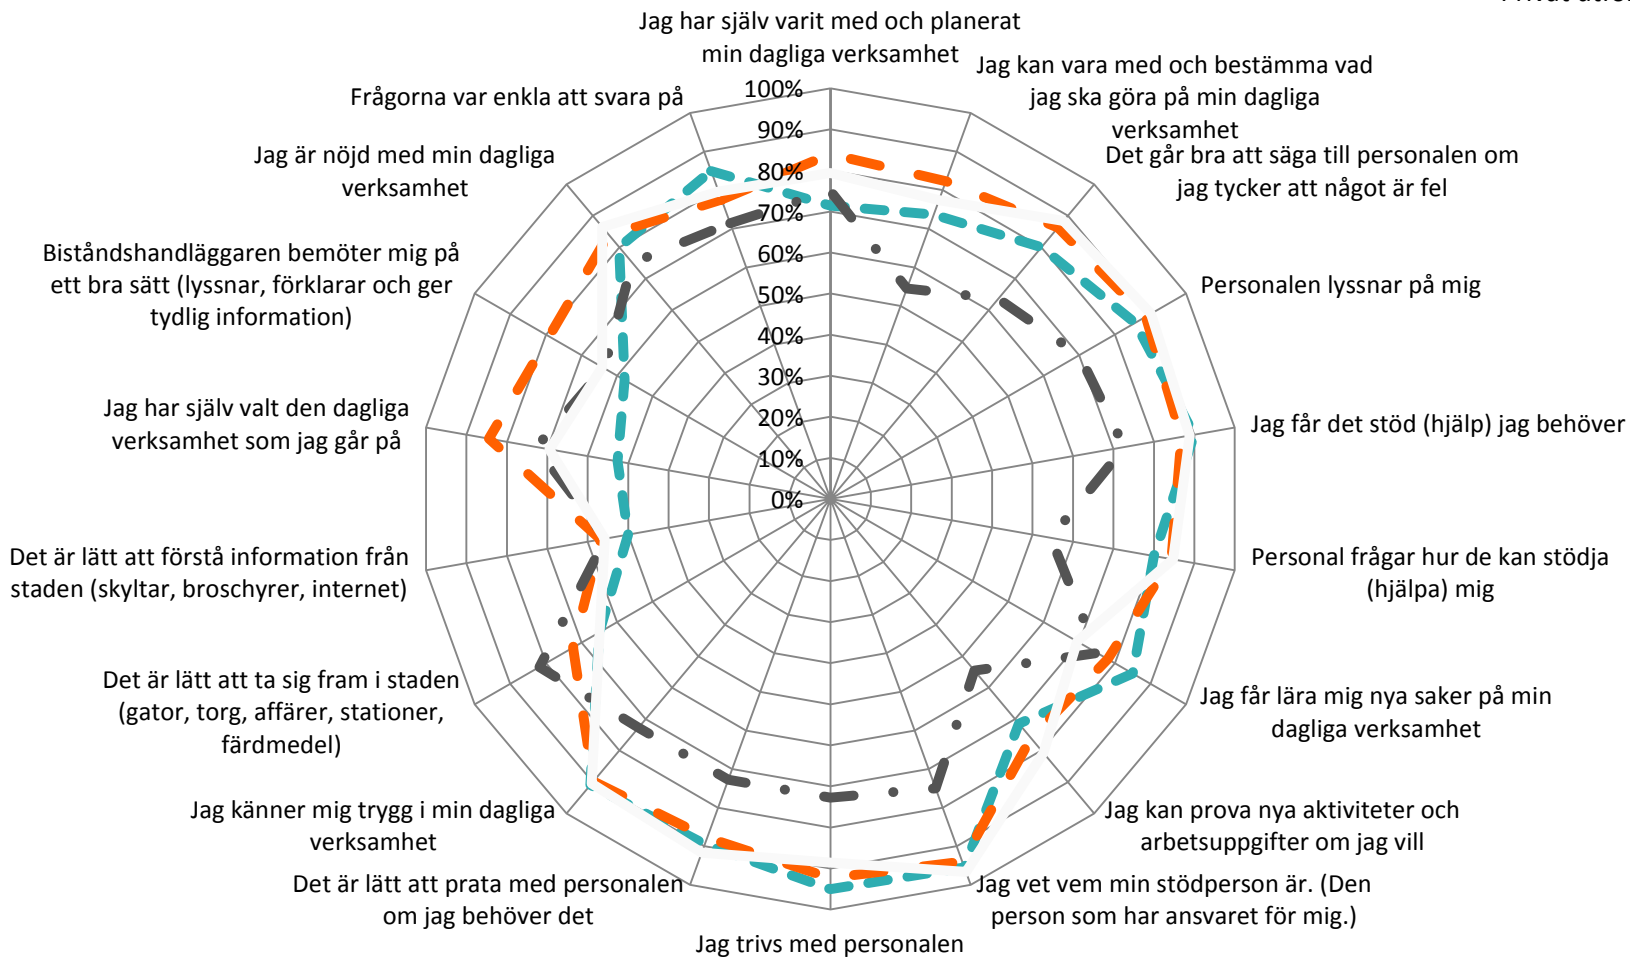 Jag har själv varit med och planerat
min dagliga verksamhet
Jag kan vara med och bestämma vad
jag ska göra på min dagliga
verksamhet
Det går bra att säga till personalen om
jag tycker att något är fel
Personalen lyssnar på mig
Jag får det stöd (hjälp) jag behöver
Personal frågar hur de kan stödja
(hjälpa) mig
Jag får lära mig nya saker på min
dagliga verksamhet
Jag kan prova nya aktiviteter och
arbetsuppgifter om jag vill
Jag vet vem min stödperson är. (Den
person som har ansvaret för mig.)
Jag trivs med personalen
Det är lätt att prata med personalen
om jag behöver det
Jag känner mig trygg i min dagliga
verksamhet
Det är lätt att ta sig fram i staden
(gator, torg, affärer, stationer,
färdmedel)
Det är lätt att förstå information från
staden (skyltar, broschyrer, internet)
Jag har själv valt den dagliga
verksamhet som jag går på
Biståndshandläggaren bemöter mig på
ett bra sätt (lyssnar, förklarar och ger
tydlig information)
Jag är nöjd med min dagliga
verksamhet
Frågorna var enkla att svara på
100%
90%
80%
70%
60%
50%
40%
30%
20%
10%
0%